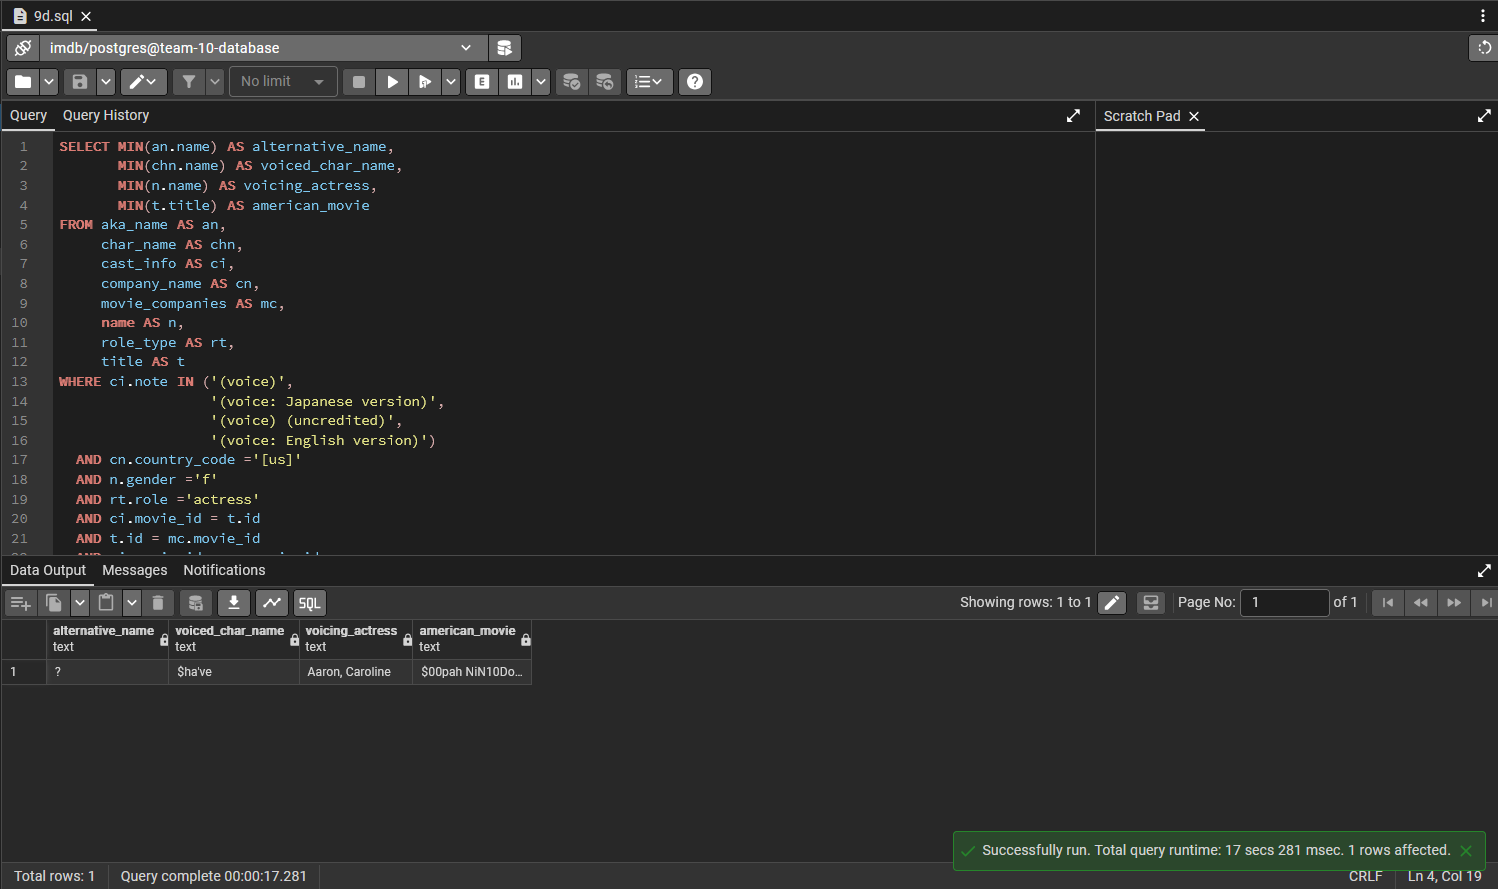 9d.sql
imdb/postgres@team-10-database
No limit
E
Query Query History
Scratch Pad
1 SELECT MIN(an.name) AS alternative_name,
2 MIN(chn.name) AS voiced_char_name,
3 MIN(n.name) AS voicing_actress,
4 MIN(t.title) AS american_movie
5 FROM aka_name AS an,
6 char_name AS chn,
7 cast_info AS ci,
8 company_name AS cn,
9 movie_companies AS mc,
10 name AS n,
11 role_type AS rt,
12 title AS t
13 WHERE ci.note IN ('(voice)',
14 '(voice: Japanese version)',
15 '(voice) (uncredited)',
16 '(voice: English version)')
17 AND cn.country_code ='[us]'
18 AND n.gender ='f'
19 AND rt.role ='actress'
20 AND ci.movie_id = t.id
21 AND t.id = mc.movie_id
Data Output Messages Notifications
SQL
Showing rows: 1 to 1
Page No: 1 of 1
alternative_name voiced_char_name voicing_actress american_movie
text text text text
1 ? $ha've Aaron, Caroline $00pah NiN10Do...
Successfully run. Total query runtime: 17 secs 281 msec. 1 rows affected.
Total rows: 1 Query complete 00:00:17.281 CRLF Ln 4, Col 19